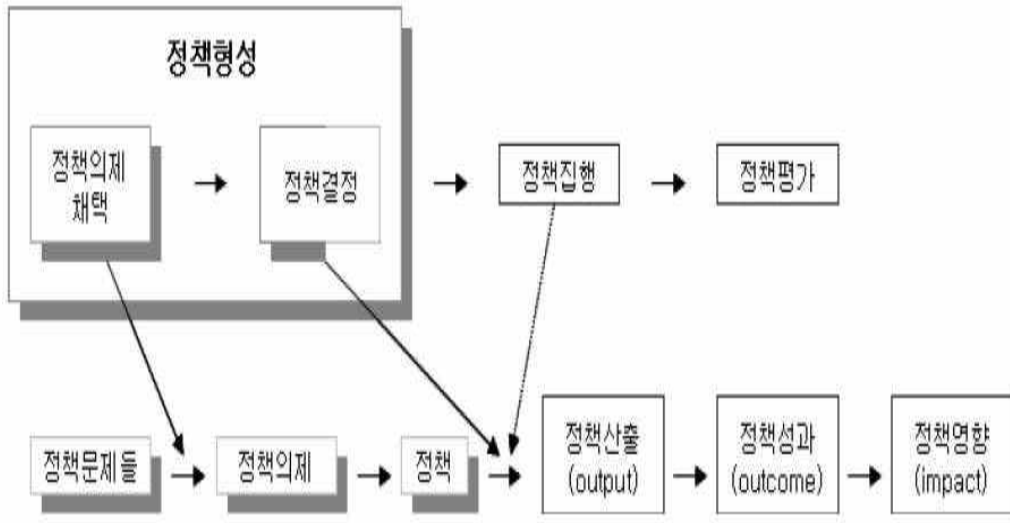 정책형성
정책의제
채택
정책결정
정책집행
정책평가
정책문제들
정책의제
정책
정책산출
(output)
정책성과
(outcome)
정책영향
(impact)